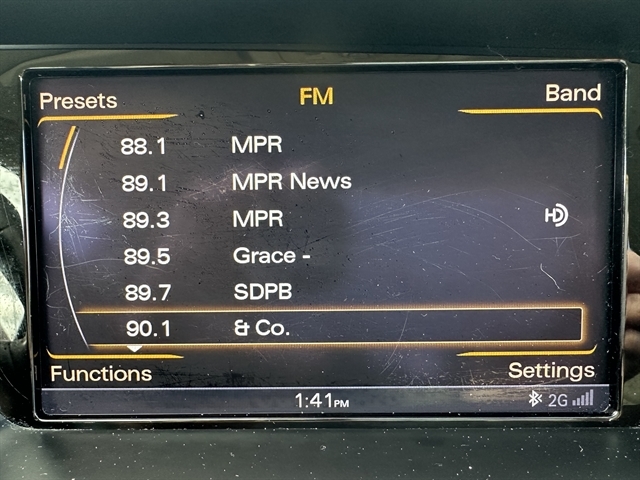 Presets FM Band
88.1 MPR
89.1 MPR News
89.3 MPR HD
89.5 Grace -
89.7 SDPB
90.1 & Co.
Functions Settings
1:41PM 2G